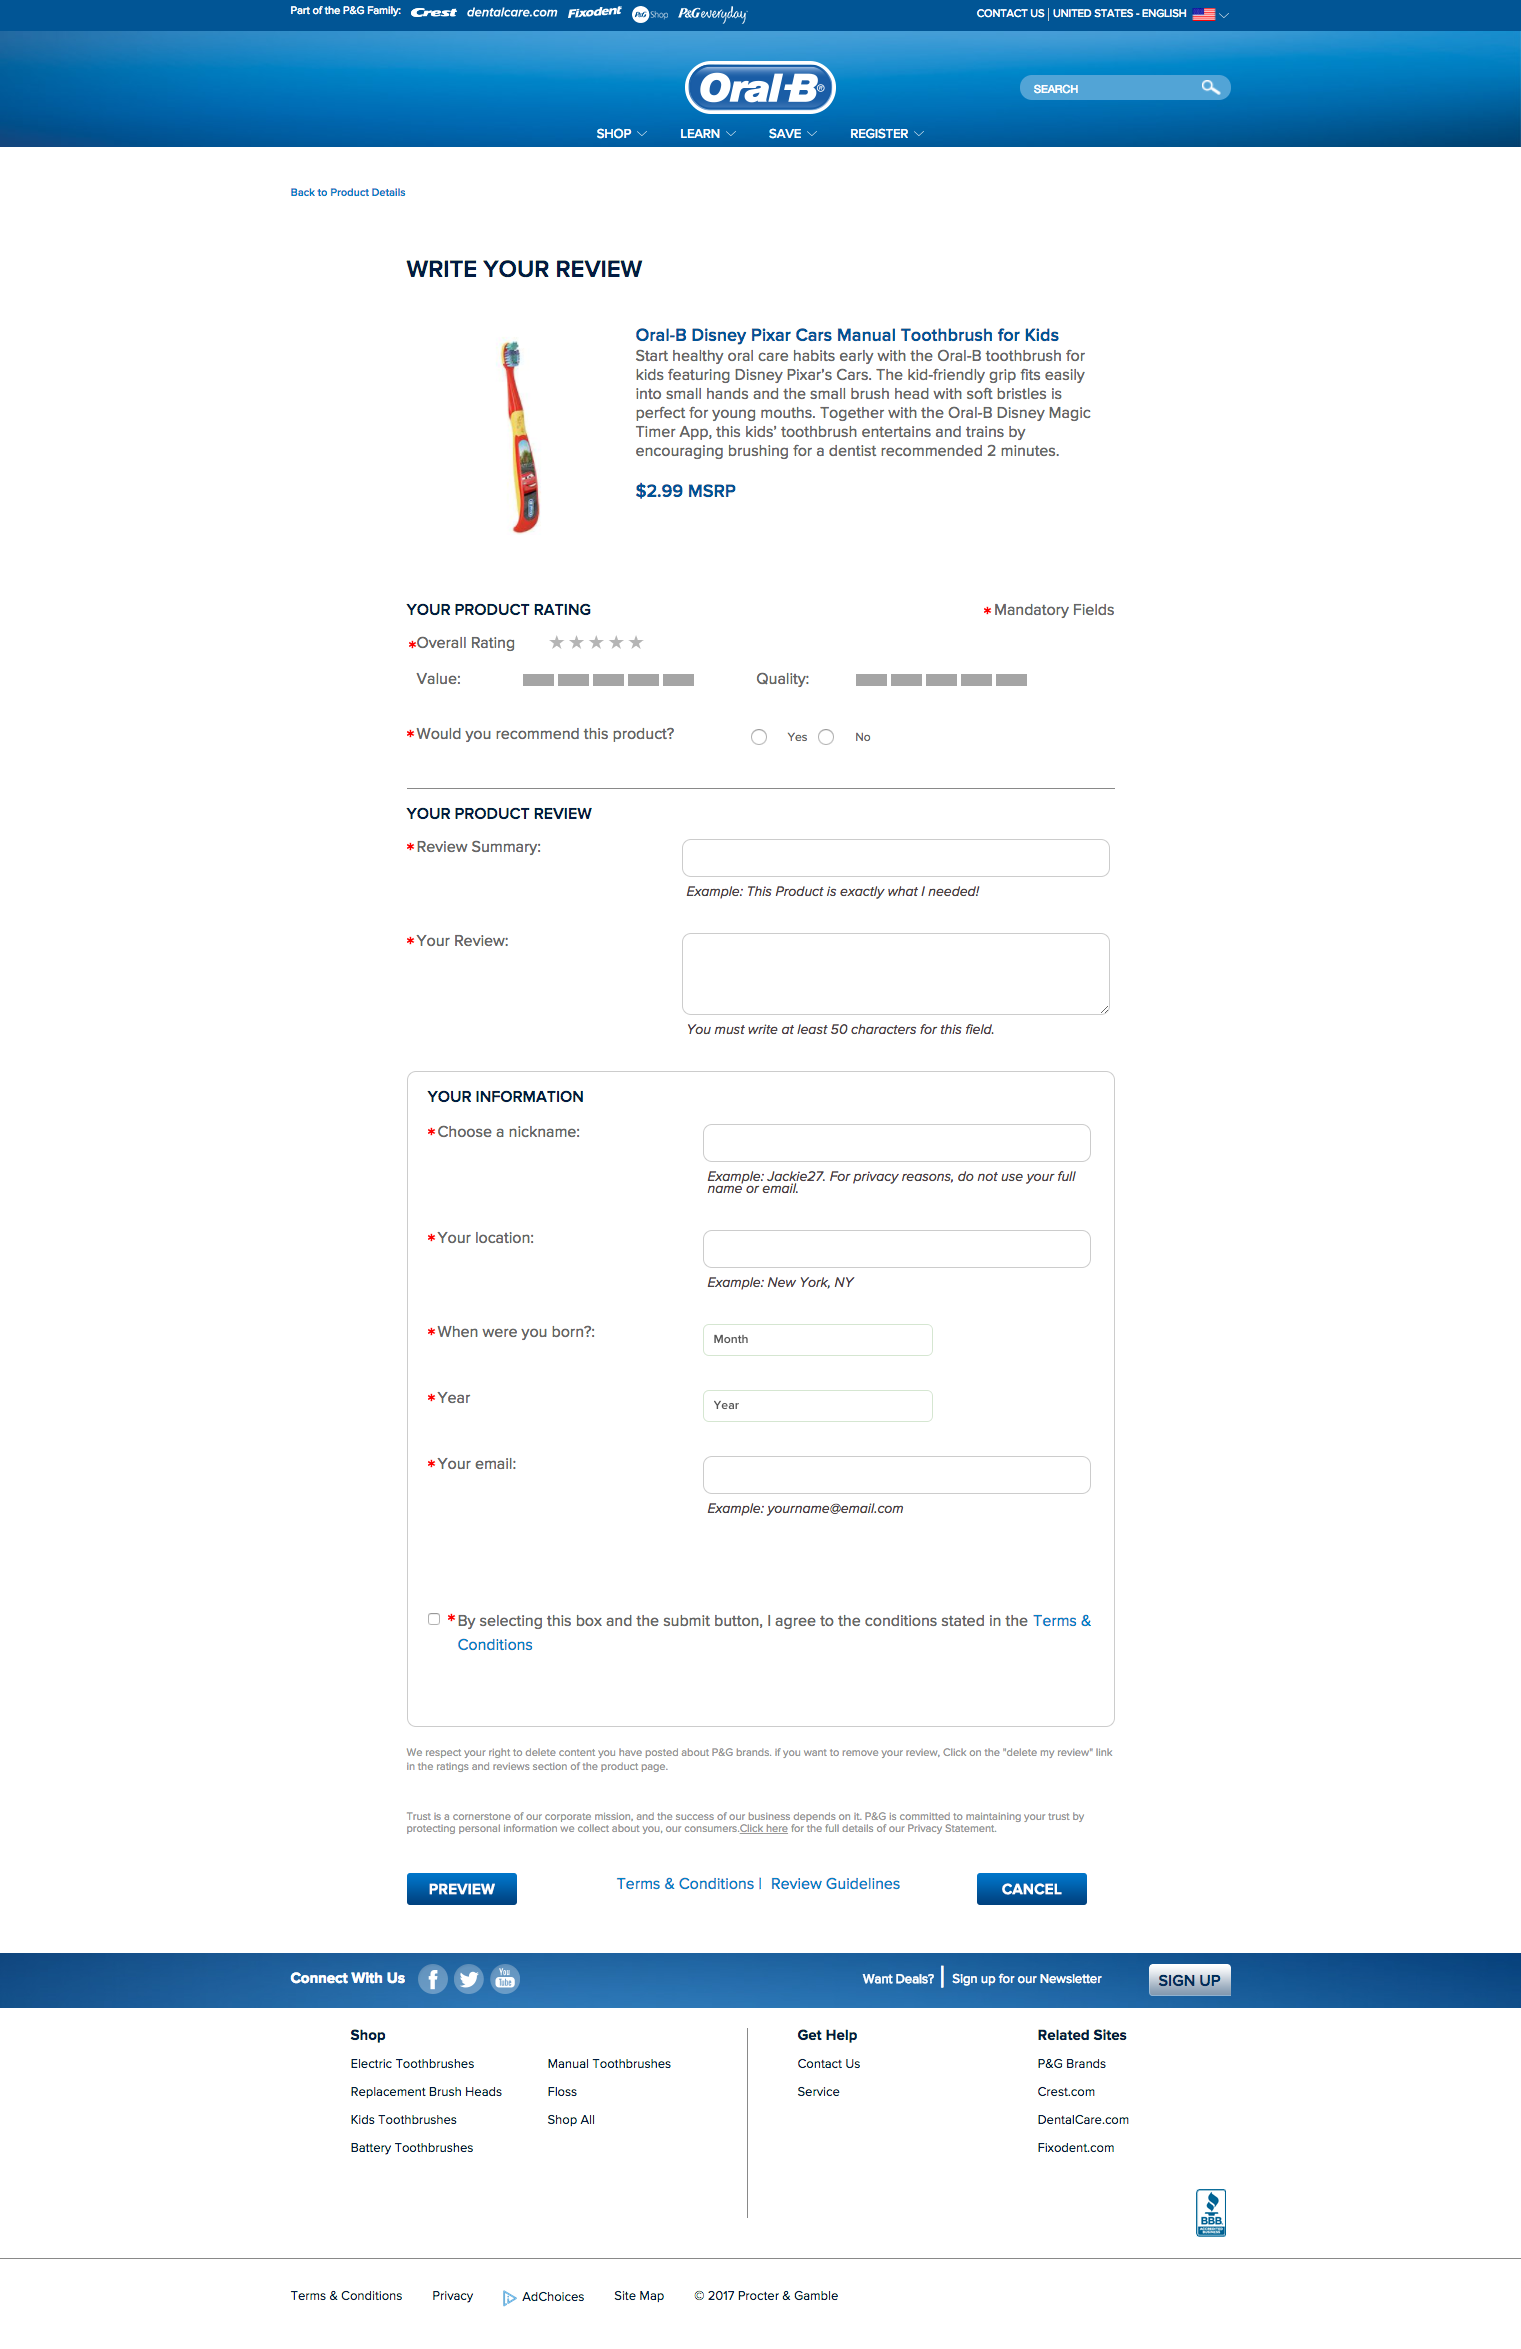 Part of the P&G Family: Crest dentalcare.com Fixodent P&G Shop P&G everyday
CONTACT US | UNITED STATES - ENGLISH
Oral-B®
SEARCH
SHOP LEARN SAVE REGISTER
Back to Product Details
WRITE YOUR REVIEW
Oral-B Disney Pixar Cars Manual Toothbrush for Kids
Start healthy oral care habits early with the Oral-B toothbrush for
kids featuring Disney Pixar's Cars. The kid-friendly grip fits easily
into small hands and the small brush head with soft bristles is
perfect for young mouths. Together with the Oral-B Disney Magic
Timer App, this kids' toothbrush entertains and trains by
encouraging brushing for a dentist recommended 2 minutes.
$2.99 MSRP
Oral-B
YOUR PRODUCT RATING
* Mandatory Fields
*Overall Rating ★★★★★
Value:
Quality:
*Would you recommend this product?
Yes No
YOUR PRODUCT REVIEW
*Review Summary:
Example: This Product is exactly what I needed!
*Your Review:
You must write at least 50 characters for this field.
YOUR INFORMATION
*Choose a nickname:
Example: Jackie27. For privacy reasons, do not use your full
name or email.
*Your location:
Example: New York, NY
*When were you born?:
Month
*Year
Year
*Your email:
Example: yourname@email.com
*By selecting this box and the submit button, I agree to the conditions stated in the Terms &
Conditions
We respect your right to delete content you have posted about P&G brands. if you want to remove your review, Click on the "delete my review" link
in the ratings and reviews section of the product page.
Trust is a cornerstone of our corporate mission, and the success of our business depends on it. P&G is committed to maintaining your trust by
protecting personal information we collect about you, our consumers.Click here for the full details of our Privacy Statement.
PREVIEW
Terms & Conditions | Review Guidelines
CANCEL
Connect With Us
You Tube
Want Deals? | Sign up for our Newsletter
SIGN UP
Shop
Electric Toothbrushes
Replacement Brush Heads
Kids Toothbrushes
Battery Toothbrushes
Manual Toothbrushes
Floss
Shop All
Get Help
Contact Us
Service
Related Sites
P&G Brands
Crest.com
DentalCare.com
Fixodent.com
BBB
ACCREDITED
BUSINESS
Terms & Conditions Privacy AdChoices Site Map © 2017 Procter & Gamble